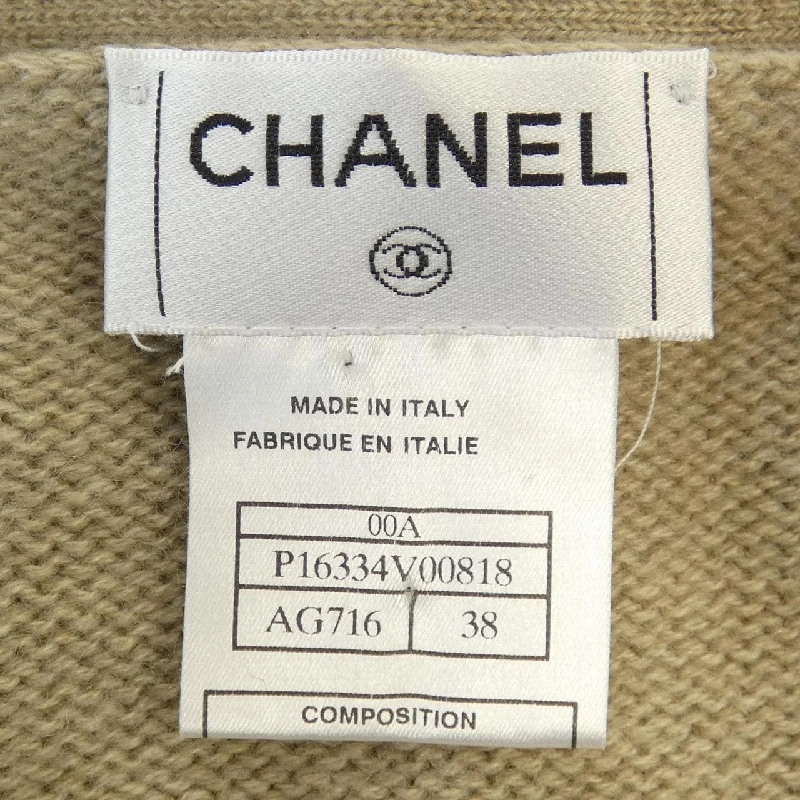 CHANEL
MADE IN ITALY
FABRIQUE EN ITALIE
00A
P16334V00818
AG716 38
COMPOSITION